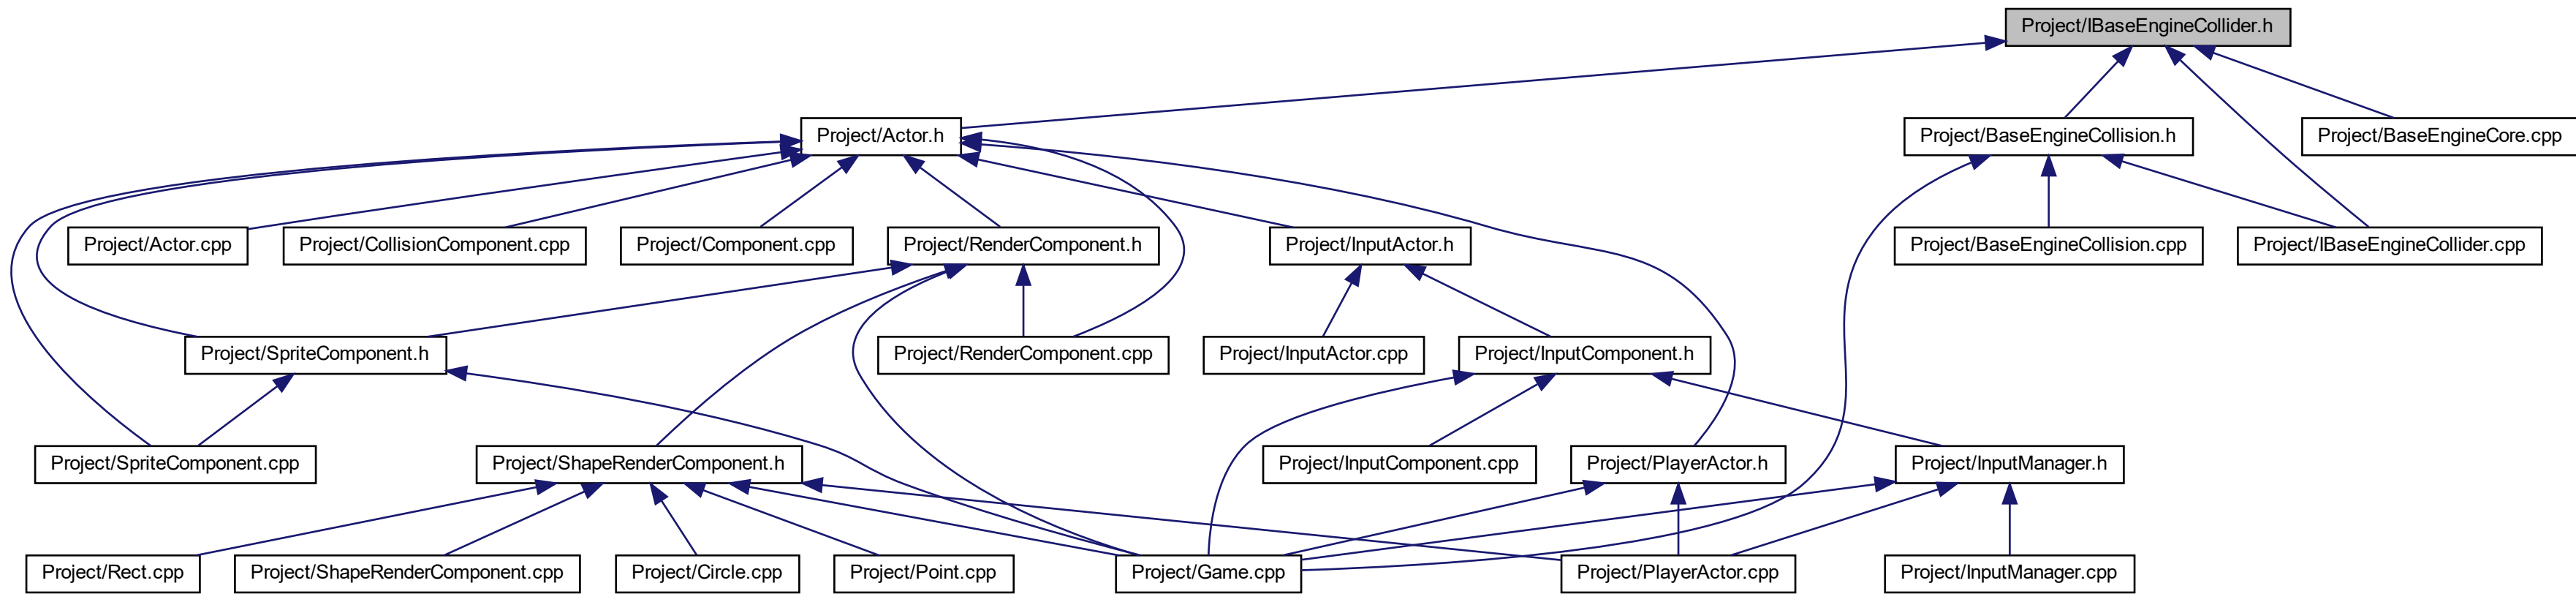 Project/IBaseEngineCollider.h
Project/Actor.h
Project/BaseEngineCollision.h
Project/BaseEngineCore.cpp
Project/Actor.cpp
Project/CollisionComponent.cpp
Project/Component.cpp
Project/RenderComponent.h
Project/InputActor.h
Project/BaseEngineCollision.cpp
Project/IBaseEngineCollider.cpp
Project/SpriteComponent.h
Project/RenderComponent.cpp
Project/InputActor.cpp
Project/InputComponent.h
Project/SpriteComponent.cpp
Project/ShapeRenderComponent.h
Project/InputComponent.cpp
Project/PlayerActor.h
Project/InputManager.h
Project/Rect.cpp
Project/ShapeRenderComponent.cpp
Project/Circle.cpp
Project/Point.cpp
Project/Game.cpp
Project/PlayerActor.cpp
Project/InputManager.cpp